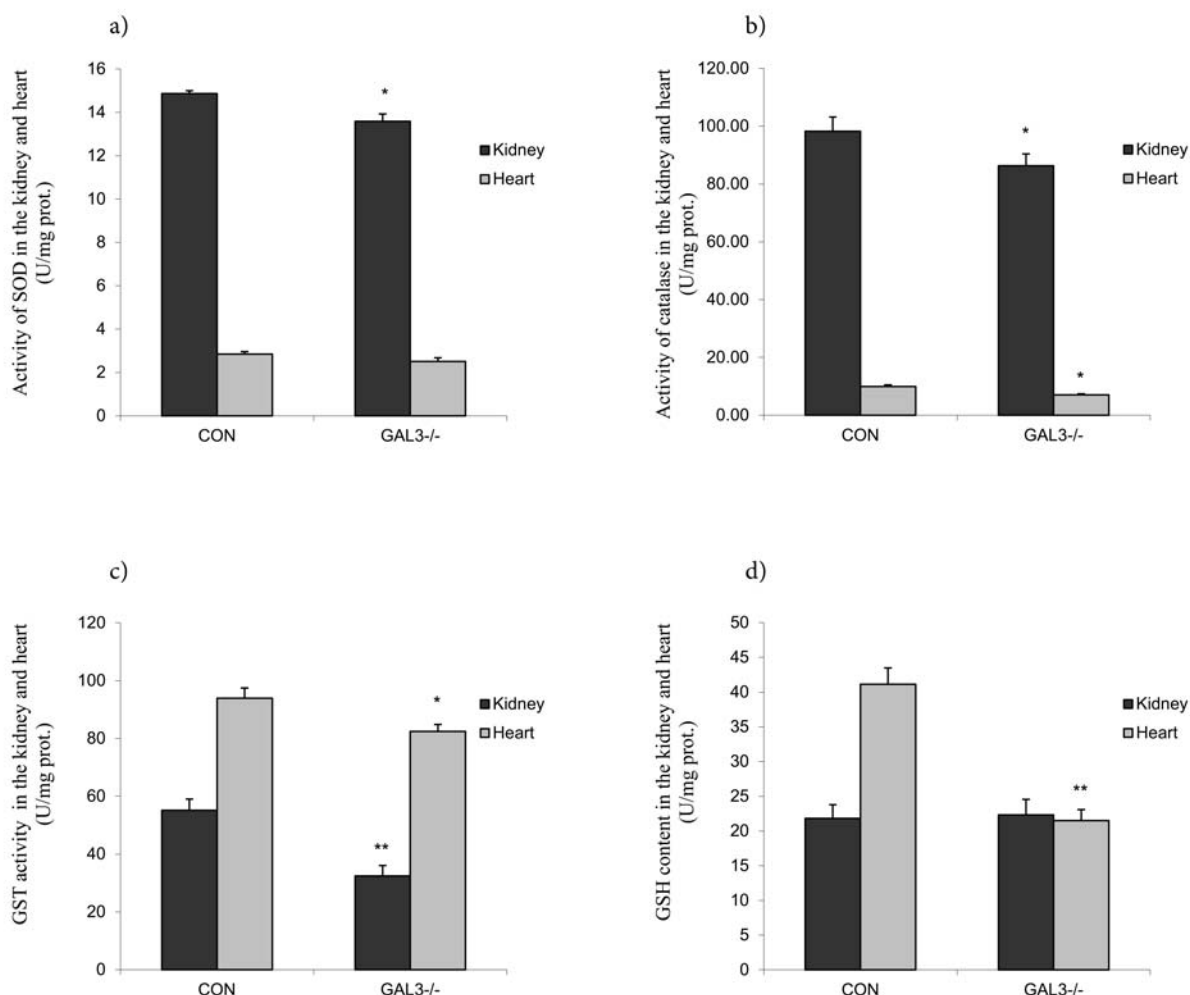 a)
Activity of SOD in the kidney and heart
(U/mg prot.)
16
14
12
10
8
6
4
2
0
*
CON
GAL3-/-
Kidney
Heart
b)
Activity of catalase in the kidney and heart
(U/mg prot.)
120.00
100.00
80.00
60.00
40.00
20.00
0.00
*
*
CON
GAL3-/-
Kidney
Heart
c)
GST activity in the kidney and heart
(U/mg prot.)
120
100
80
60
40
20
0
*
**
CON
GAL3-/-
Kidney
Heart
d)
GSH content in the kidney and heart
(U/mg prot.)
50
45
40
35
30
25
20
15
10
5
0
**
CON
GAL3-/-
Kidney
Heart